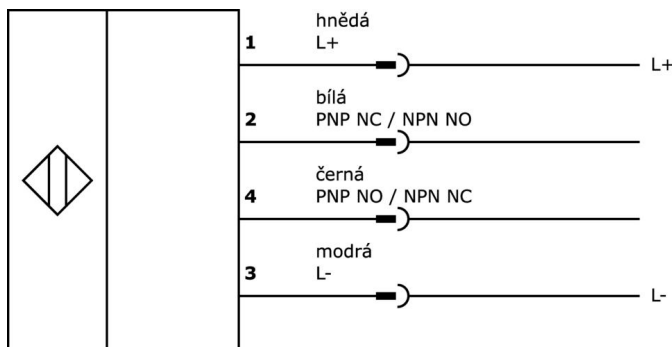 hnědá
1 L+
L+
bílá
2 PNP NC / NPN NO
černá
4 PNP NO / NPN NC
modrá
3 L-
L-